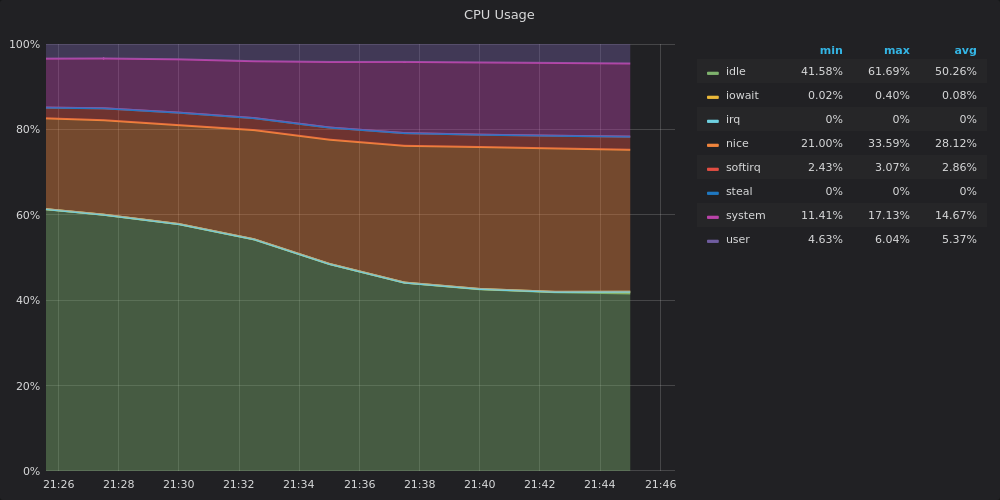 CPU Usage
100%
80%
60%
40%
20%
0%
21:26 21:28 21:30 21:32 21:34 21:36 21:38 21:40 21:42 21:44 21:46
min max avg
idle 41.58% 61.69% 50.26%
iowait 0.02% 0.40% 0.08%
irq 0% 0% 0%
nice 21.00% 33.59% 28.12%
softirq 2.43% 3.07% 2.86%
steal 0% 0% 0%
system 11.41% 17.13% 14.67%
user 4.63% 6.04% 5.37%